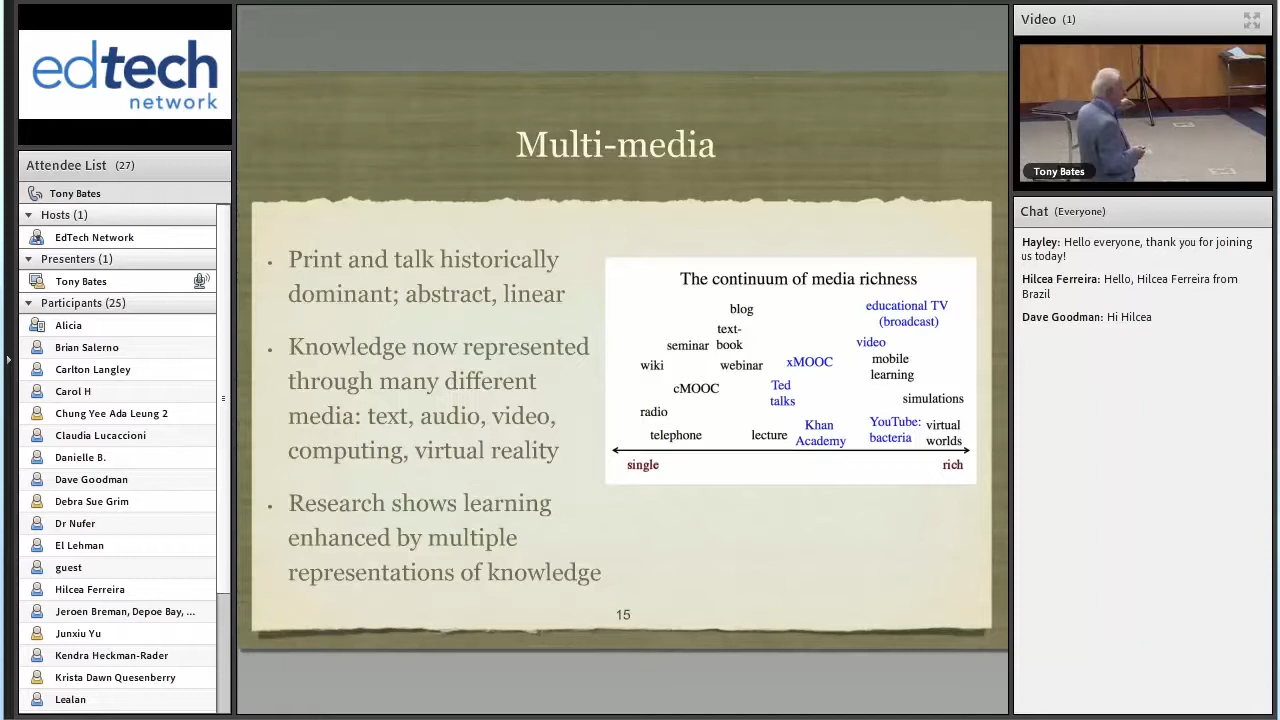 edtech
network
Attendee List (27)
Tony Bates
Hosts (1)
EdTech Network
Presenters (1)
Tony Bates
Participants (25)
Alicia
Brian Salerno
Carlton Langley
Carol H
Chung Yee Ada Leung 2
Claudia Lucaccioni
Danielle B.
Dave Goodman
Debra Sue Grim
Dr Nufer
El Lehman
guest
Hilcea Ferreira
Jeroen Breman, Depoe Bay, ...
Junxiu Yu
Kendra Heckman-Rader
Krista Dawn Quesenberry
Lealan
Multi-media
• Print and talk historically
dominant; abstract, linear
• Knowledge now represented
through many different
media: text, audio, video,
computing, virtual reality
• Research shows learning
enhanced by multiple
representations of knowledge
The continuum of media richness
blog
educational TV
(broadcast)
text-
book
seminar
video
wiki
webinar
xMOOC
mobile
learning
cMOOC
Ted
talks
simulations
radio
telephone
lecture
Khan
Academy
YouTube:
bacteria
virtual
worlds
single
rich
15
Video (1)
Tony Bates
Chat (Everyone)
Hayley: Hello everyone, thank you for joining
us today!
Hilcea Ferreira: Hello, Hilcea Ferreira from
Brazil
Dave Goodman: Hi Hilcea